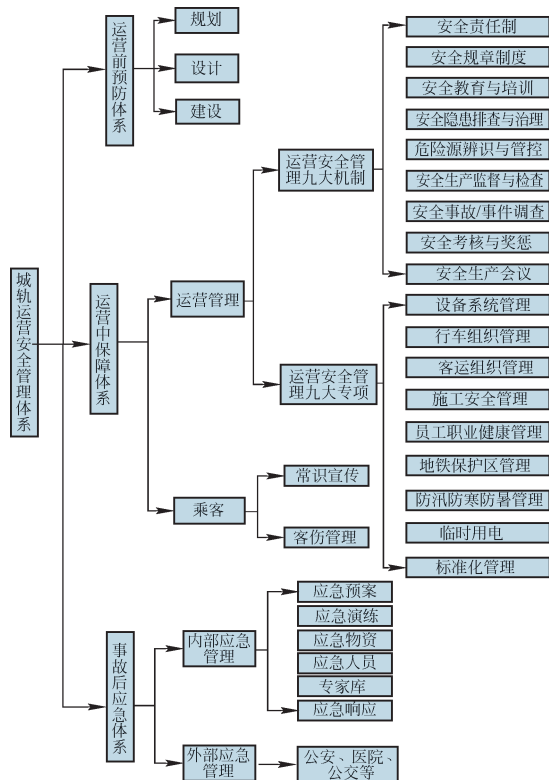 城轨运营安全管理体系
运营前预防体系
规划
设计
建设
运营中保障体系
运营管理
运营安全管
理九大机制
安全责任制
安全规章制度
安全教育与培训
安全隐患排查与治理
危险源辨识与管控
安全生产监督与检查
安全事故/事件调查
安全考核与奖惩
安全生产会议
运营安全管
理九大专项
设备系统管理
行车组织管理
客运组织管理
施工安全管理
员工职业健康管理
地铁保护区管理
防汛防寒防暑管理
临时用电
标准化管理
乘客
常识宣传
客伤管理
事故后应急体系
内部应急
管理
应急预案
应急演练
应急物资
应急人员
专家库
应急响应
外部应急
管理
公安、医院、
公交等